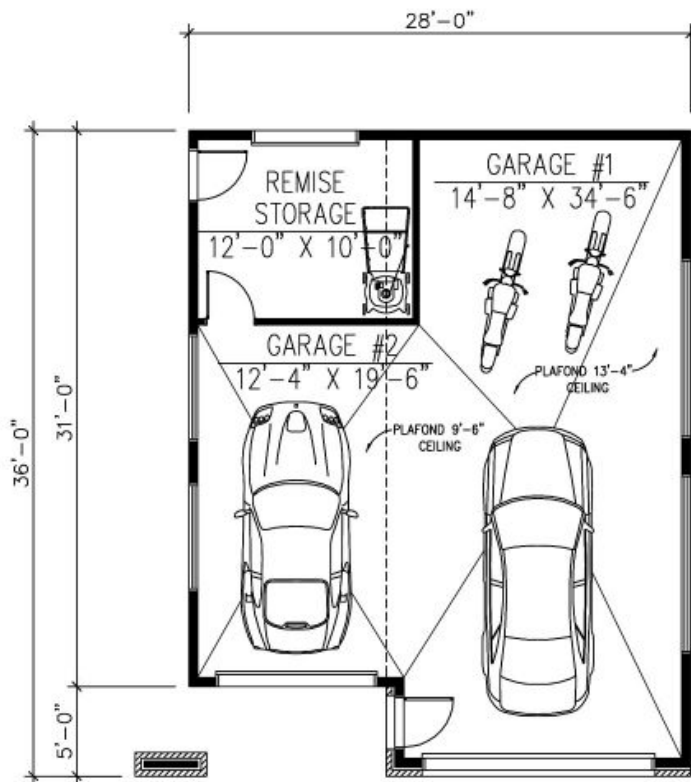 28'-0"
GARAGE #1
14'-8" X 34'-6"
REMISE
STORAGE
12'-0" X 10'-0"
GARAGE #2
12'-4" X 19'-6"
PLAFOND 13'-4"
CEILING
PLAFOND 9'-6"
CEILING
36'-0"
31'-0"
5'-0"